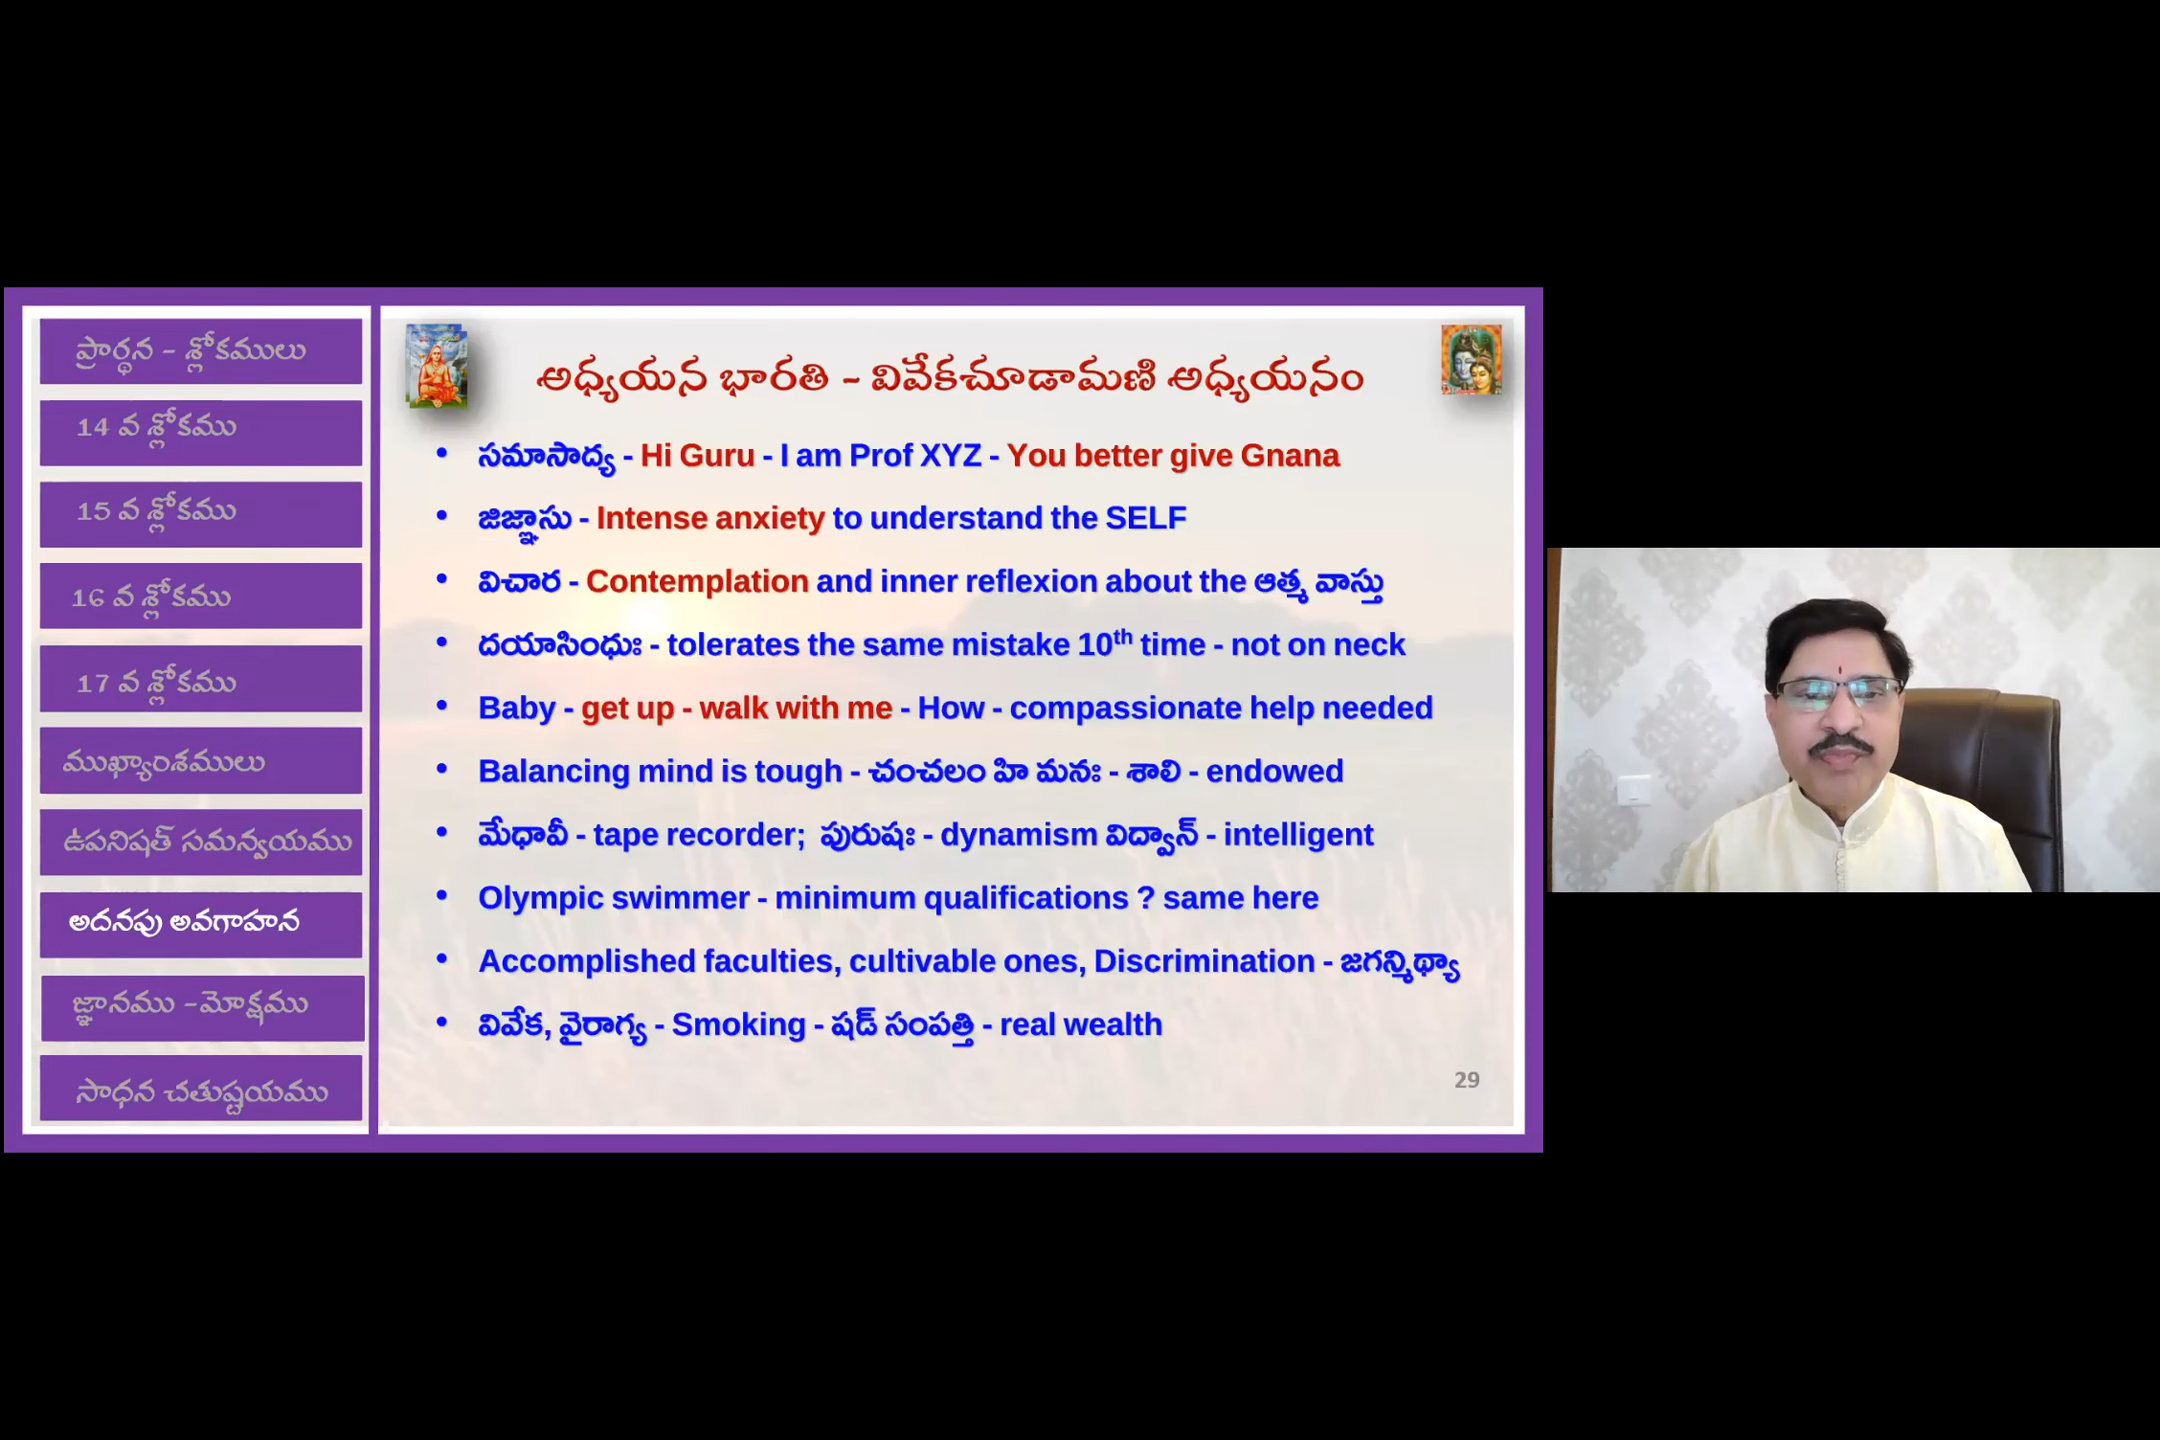 ప్రార్థన – శ్లోకములు
14 వ శ్లోకము
15 వ శ్లోకము
16 వ శ్లోకము
17 వ శ్లోకము
ముఖ్యాంశములు
ఉపనిషత్ సమన్వయము
అదనపు అవగాహన
జ్ఞానము –మోక్షము
సాధన చతుష్టయము
అధ్యయన భారతి – వివేకచూడామణి అధ్యయనం
• సమాసాద్య - Hi Guru - I am Prof XYZ - You better give Gnana
• జిజ్ఞాసు - Intense anxiety to understand the SELF
• విచార - Contemplation and inner reflexion about the ఆత్మ వాస్తు
• దయాసింధుః - tolerates the same mistake 10th time - not on neck
• Baby - get up - walk with me - How - compassionate help needed
• Balancing mind is tough - చంచలం హి మనః - శాలి - endowed
• మేధావీ - tape recorder; పురుషః - dynamism విద్వాన్ - intelligent
• Olympic swimmer - minimum qualifications ? same here
• Accomplished faculties, cultivable ones, Discrimination - జగన్మిథ్యా
• వివేక, వైరాగ్య - Smoking - షడ్ సంపత్తి - real wealth
29